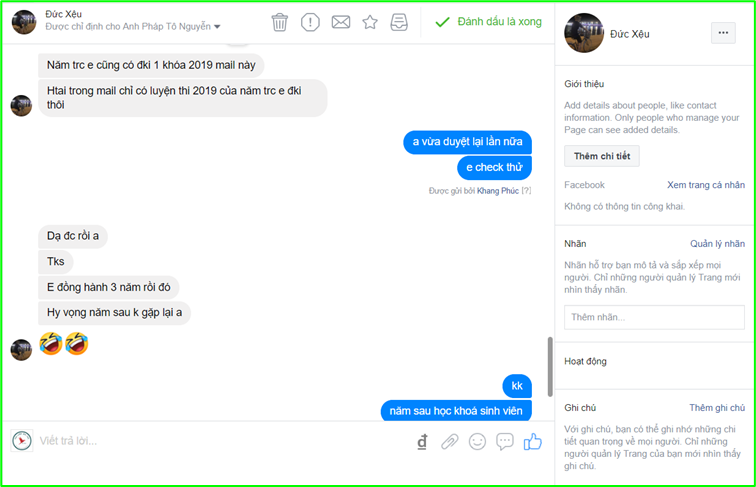 Đức Xệu
Được chỉ định cho Anh Pháp Tô Nguyễn
Đánh dấu là xong
Năm trc e cũng có đki 1 khóa 2019 mail này
Htai trong mail chỉ có luyện thi 2019 của năm trc e đki
thôi
a vừa duyệt lại lần nữa
e check thử
Được gửi bởi Khang Phúc [?]
Dạ đc rồi a
Tks
E đồng hành 3 năm rồi đó
Hy vọng năm sau k gặp lại a
kk
năm sau học khoá sinh viên
Viết trả lời...
đ
Đức Xệu
Giới thiệu
Add details about people, like contact
information. Only people who manage your
Page can see added details.
Thêm chi tiết
Facebook
Xem trang cá nhân
Không có thông tin công khai.
Nhãn
Quản lý nhãn
Nhãn hỗ trợ bạn mô tả và sắp xếp mọi
người. Chỉ những người quản lý Trang mới
nhìn thấy nhãn.
Thêm nhãn...
Hoạt động
Ghi chú
Thêm ghi chú
Với ghi chú, bạn có thể ghi nhớ những chi
tiết quan trọng về mọi người. Chỉ những
người quản lý Trang của bạn mới nhìn thấy
ghi chú.